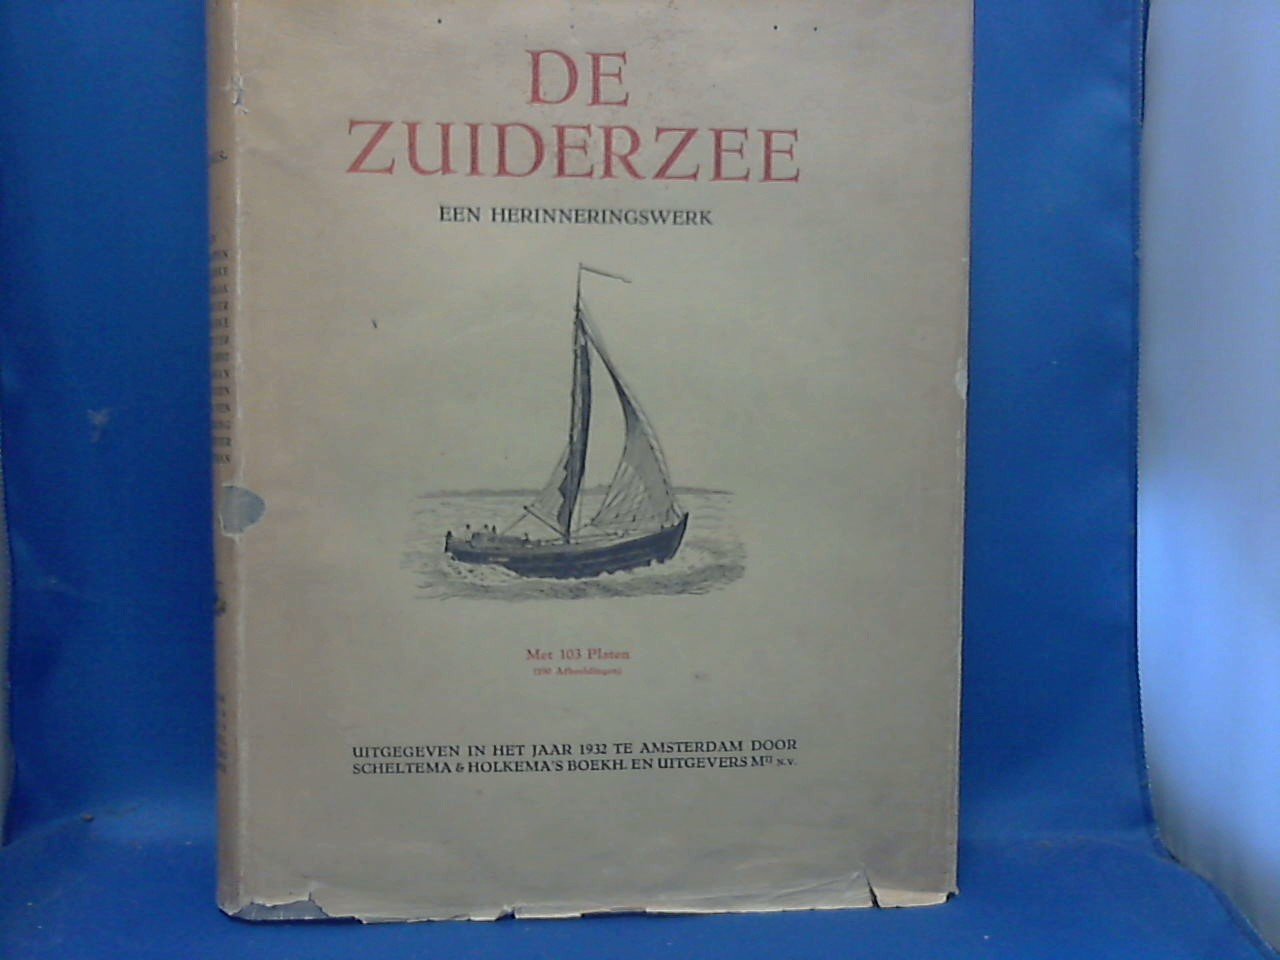 DE
ZUIDERZEE
EEN HERINNERINGSWERK
Met 103 Platen
Afbeeldingen)
UITGEGEVEN IN HET JAAR 1932 TE AMSTERDAM DOOR
SCHELTEMA & HOLKEMA'S BOEKH. EN UITGEVERS Mij N.V.